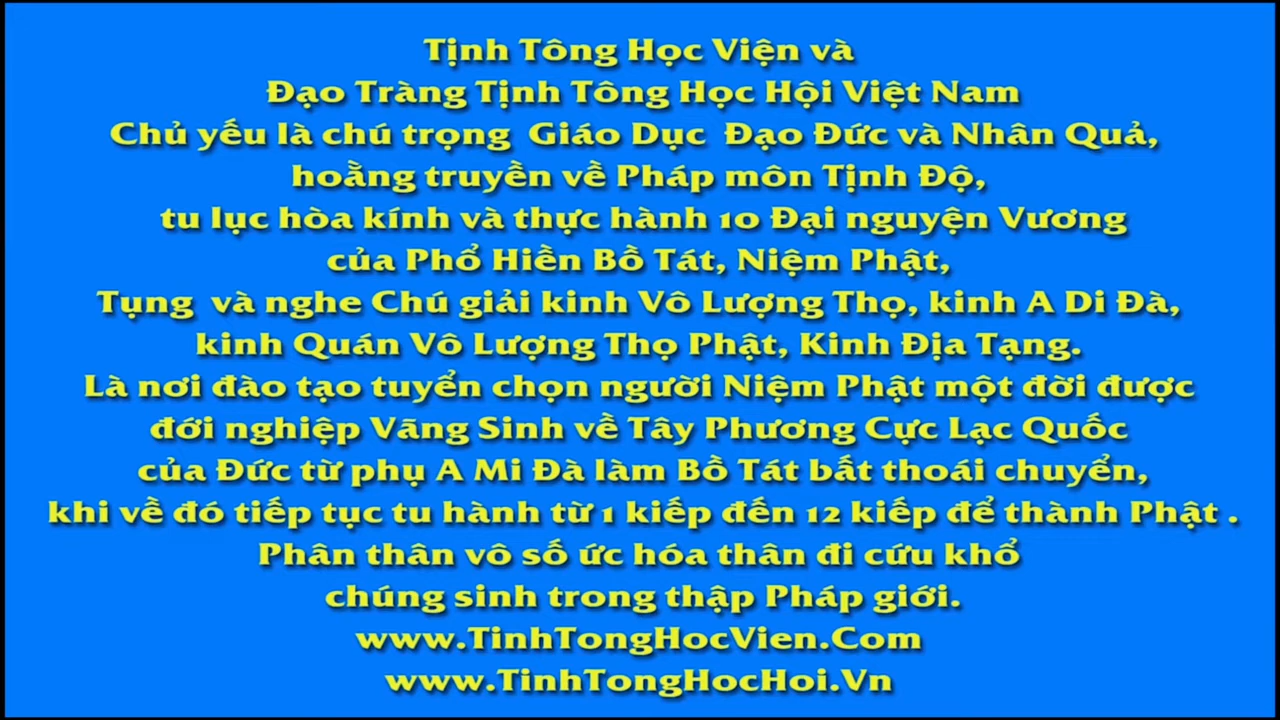 Tịnh Tông Học Viện và
Đạo Tràng Tịnh Tông Học Hội Việt Nam
Chủ yếu là chú trọng Giáo Dục Đạo Đức và Nhân Quả,
hoằng truyền về Pháp môn Tịnh Độ,
tu lục hòa kính và thực hành 10 Đại nguyện Vương
của Phổ Hiền Bồ Tát, Niệm Phật,
Tụng và nghe Chú giải kinh Vô Lượng Thọ, kinh A Di Đà,
kinh Quán Vô Lượng Thọ Phật, Kinh Địa Tạng.
Là nơi đào tạo tuyển chọn người Niệm Phật một đời được
đới nghiệp Vãng Sinh về Tây Phương Cực Lạc Quốc
của Đức từ phụ A Mi Đà làm Bồ Tát bất thoái chuyển,
khi về đó tiếp tục tu hành từ 1 kiếp đến 12 kiếp để thành Phật .
Phân thân vô số ức hóa thân đi cứu khổ
chúng sinh trong thập Pháp giới.
www.TinhTongHocVien.Com
www.TinhTongHocHoi.Vn